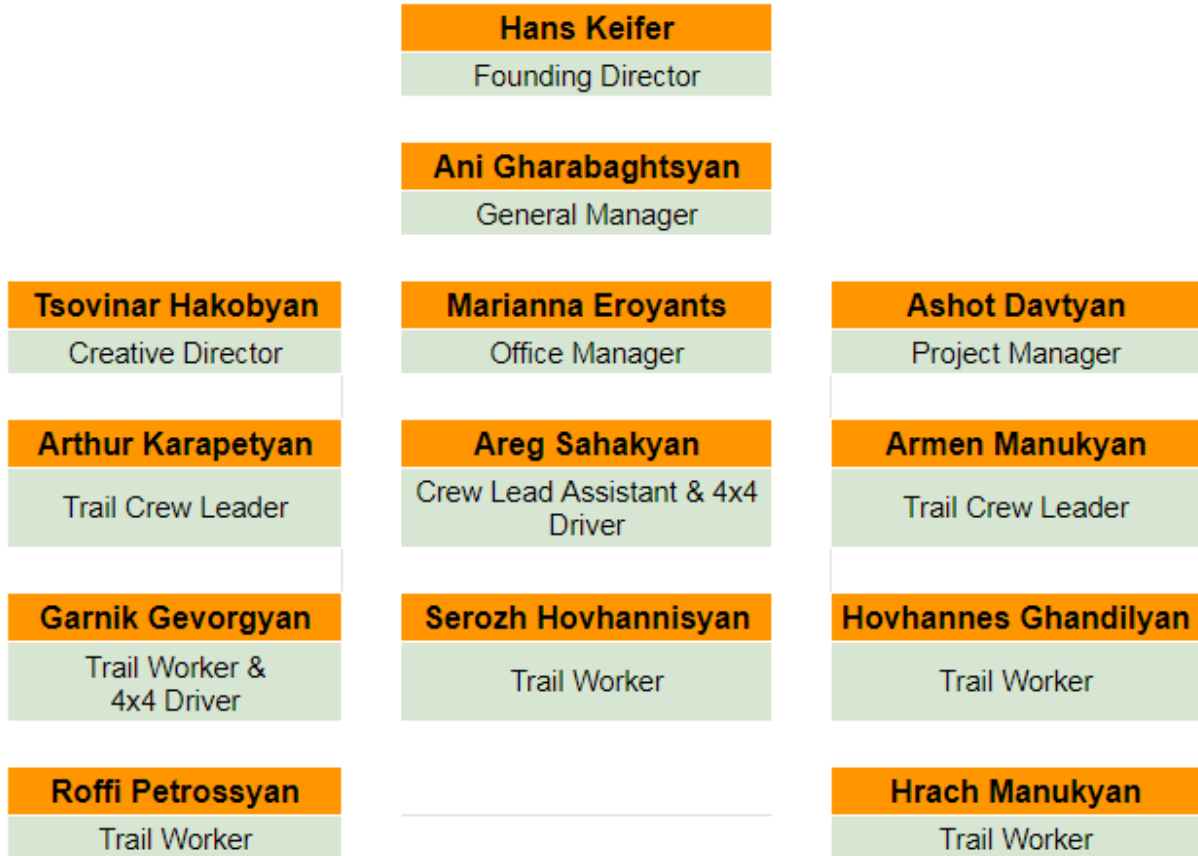 Hans Keifer
Founding Director
Ani Gharabaghtsyan
General Manager
Tsovinar Hakobyan
Creative Director
Marianna Eroyants
Office Manager
Ashot Davtyan
Project Manager
Arthur Karapetyan
Trail Crew Leader
Areg Sahakyan
Crew Lead Assistant & 4x4
Driver
Armen Manukyan
Trail Crew Leader
Garnik Gevorgyan
Trail Worker &
4x4 Driver
Serozh Hovhannisyan
Trail Worker
Hovhannes Ghandilyan
Trail Worker
Roffi Petrossyan
Trail Worker
Hrach Manukyan
Trail Worker